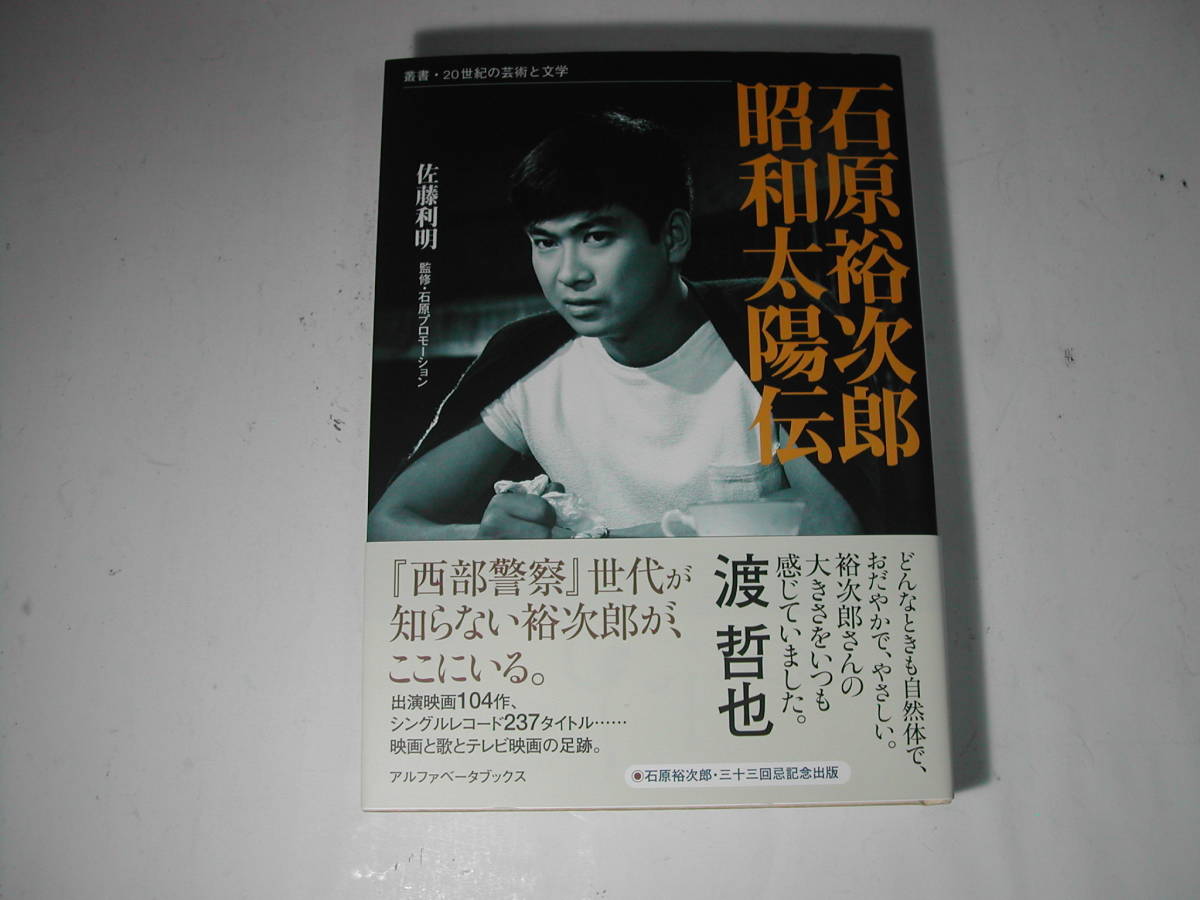 叢書・20世紀の芸術と文学
石原裕次郎
昭和太陽伝
佐藤利明
監修・石原プロモーション
どんなときも自然体で、
おだやかで、やさしい。
裕次郎さんの
大きさをいつも
感じていました。
渡 哲也
『西部警察』世代が
知らない裕次郎が、
ここにいる。
出演映画104作、
シングルレコード237タイトル……
映画と歌とテレビ映画の足跡。
アルファベータブックス
◉石原裕次郎・三十三回忌記念出版